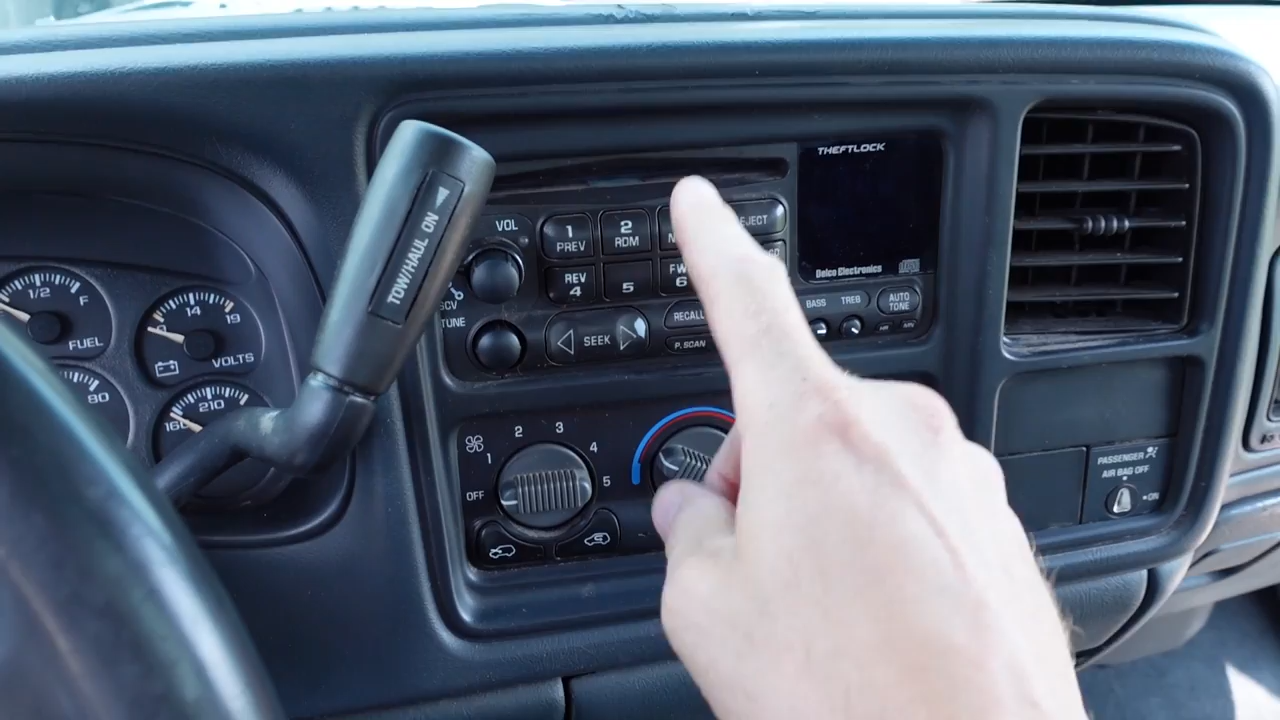 THEFTLOCK
VOL
1
PREV
2
RDM
EJECT
REV
4
5
FW
6
Delco Electronics
SCV
TUNE
SEEK
RECALL
P.SCAN
BASS
TREB
AUTO
TONE
TOW/HAUL ON
1/2
F
FUEL
14
19
VOLTS
80
210
160
OFF
1
2
3
4
5
PASSENGER
AIR BAG OFF
ON